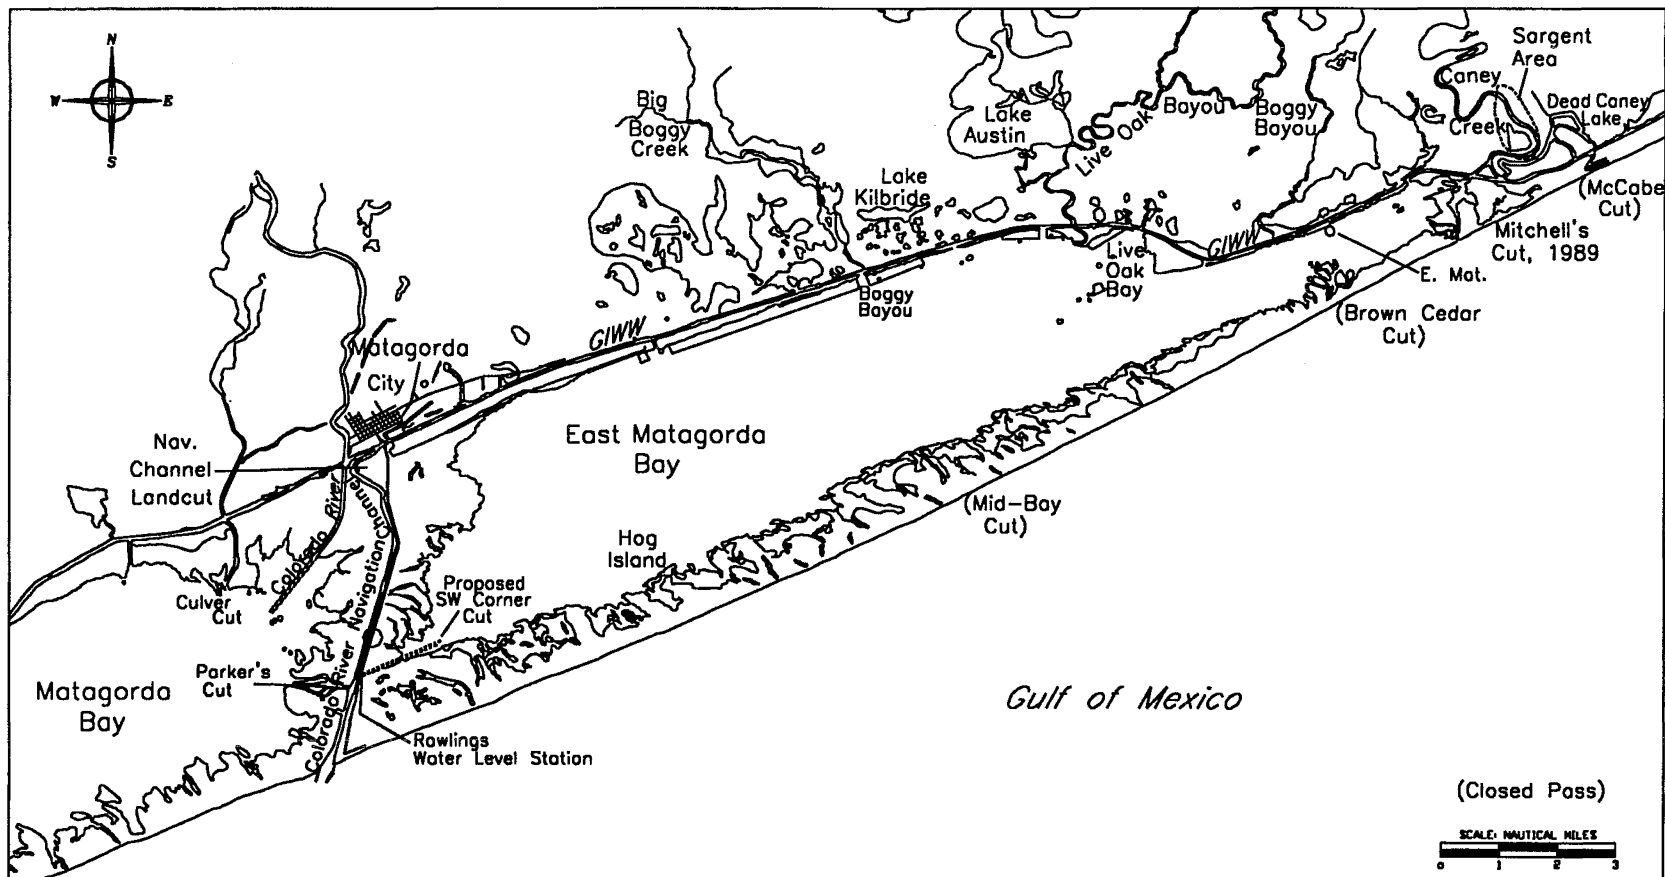 N
W E
S
Sargent
Area
Caney
Creek
Dead Caney
Lake
Big
Boggy
Creek
Lake
Austin
Live Oak
Bayou
Boggy
Bayou
Lake
Kilbride
(McCabe
Cut)
Mitchell's
Cut, 1989
GIWW
Live
Oak
Bay
E. Mat.
Boggy
Bayou
(Brown Cedar
Cut)
GIWW
Matagorda
City
Nav.
Channel
Landcut
East Matagorda
Bay
(Mid-Bay
Cut)
Colorado River
Navigation Channel
Hog
Island
Culver
Cut
Proposed
SW Corner
Cut
Parker's
Cut
Matagorda
Bay
Colorado River
Rawlings
Water Level Station
Gulf of Mexico
(Closed Pass)
SCALE: NAUTICAL MILES
0 1 2 3